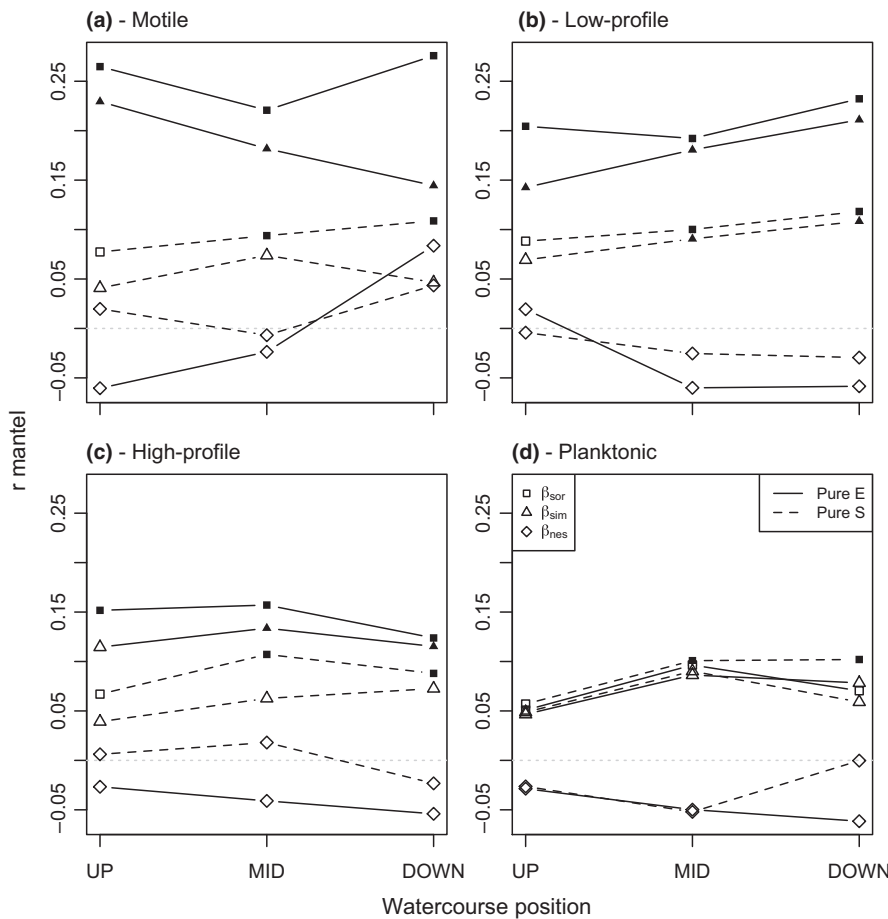 (a) - Motile
(b) - Low-profile
0.25
0.15
0.05
−0.05
0.25
0.15
0.05
−0.05
(c) - High-profile
(d) - Planktonic
0.25
0.15
0.05
−0.05
0.25
0.15
0.05
−0.05
βsor
βsim
βnes
Pure E
Pure S
UP MID DOWN
UP MID DOWN
r mantel
Watercourse position